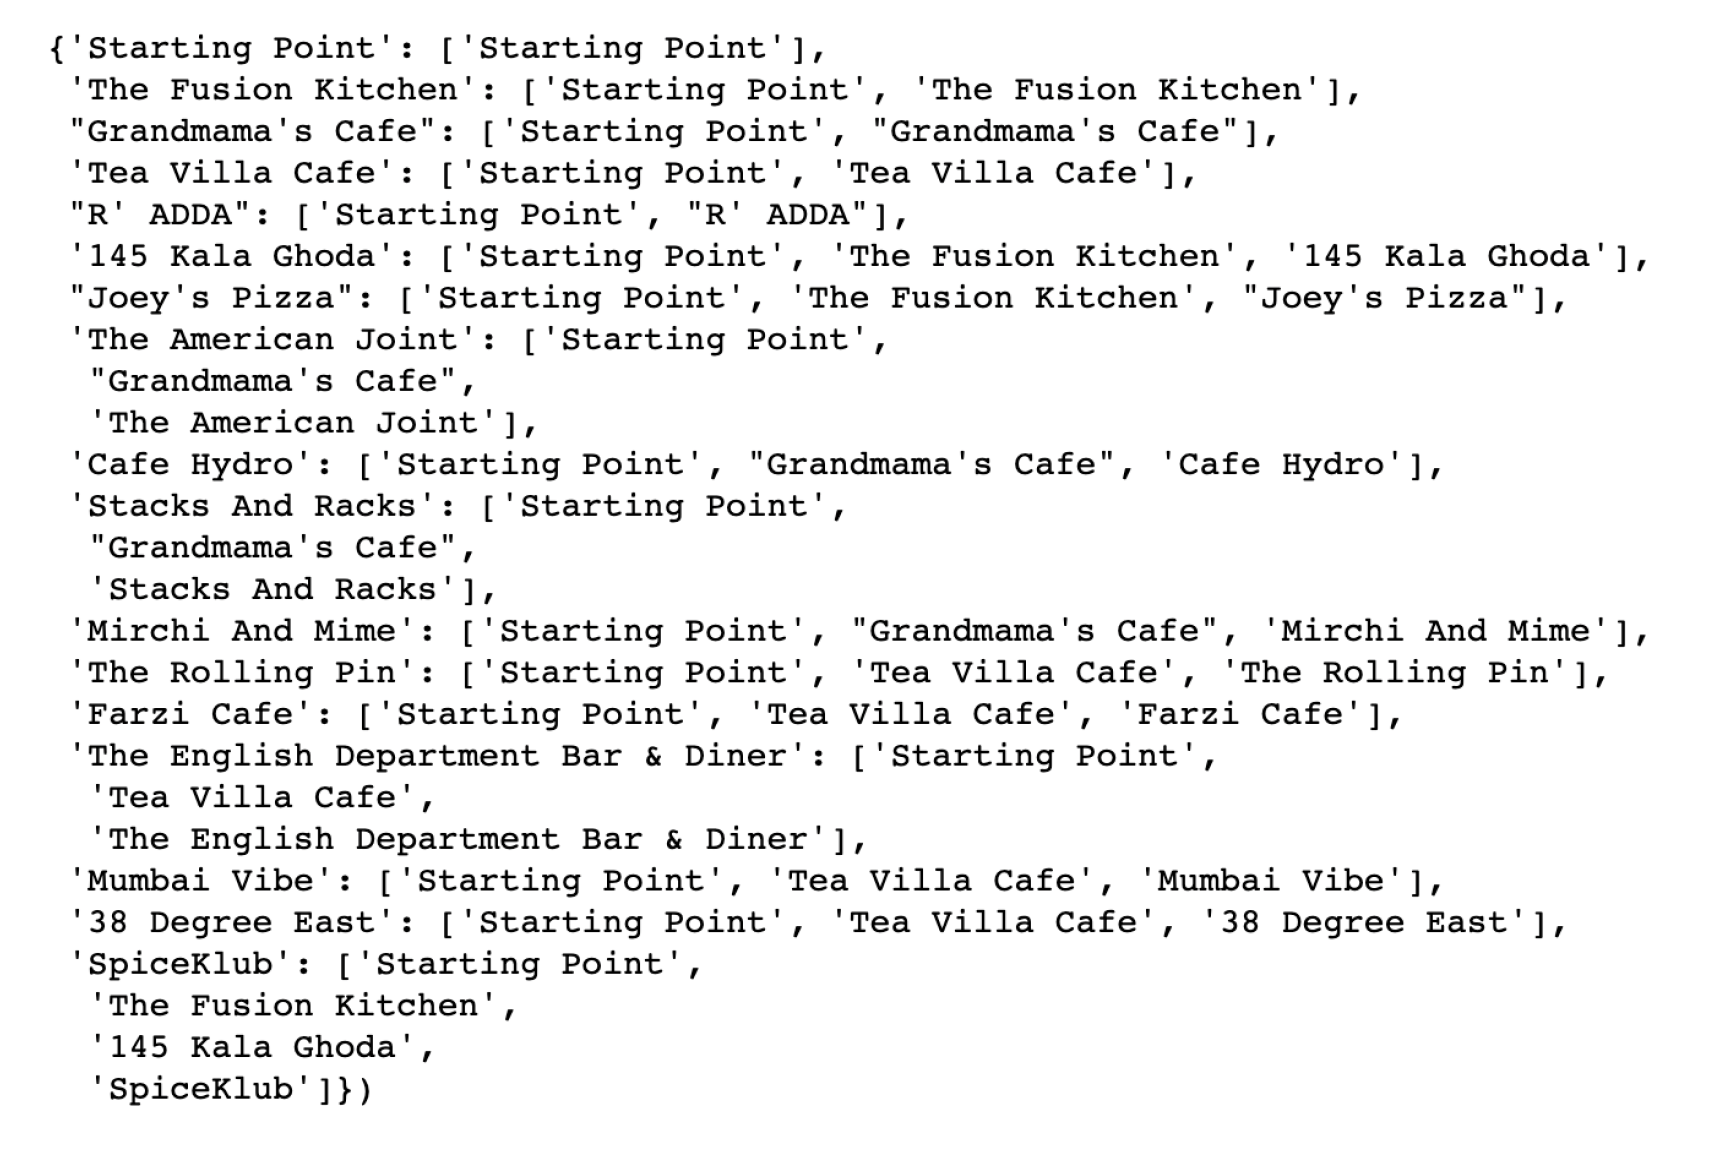 {'Starting Point': ['Starting Point'],
'The Fusion Kitchen': ['Starting Point', 'The Fusion Kitchen'],
"Grandmama's Cafe": ['Starting Point', "Grandmama's Cafe"],
'Tea Villa Cafe': ['Starting Point', 'Tea Villa Cafe'],
"R' ADDA": ['Starting Point', "R' ADDA"],
'145 Kala Ghoda': ['Starting Point', 'The Fusion Kitchen', '145 Kala Ghoda'],
"Joey's Pizza": ['Starting Point', 'The Fusion Kitchen', "Joey's Pizza"],
'The American Joint': ['Starting Point',
"Grandmama's Cafe",
'The American Joint'],
'Cafe Hydro': ['Starting Point', "Grandmama's Cafe", 'Cafe Hydro'],
'Stacks And Racks': ['Starting Point',
"Grandmama's Cafe",
'Stacks And Racks'],
'Mirchi And Mime': ['Starting Point', "Grandmama's Cafe", 'Mirchi And Mime'],
'The Rolling Pin': ['Starting Point', 'Tea Villa Cafe', 'The Rolling Pin'],
'Farzi Cafe': ['Starting Point', 'Tea Villa Cafe', 'Farzi Cafe'],
'The English Department Bar & Diner': ['Starting Point',
'Tea Villa Cafe',
'The English Department Bar & Diner'],
'Mumbai Vibe': ['Starting Point', 'Tea Villa Cafe', 'Mumbai Vibe'],
'38 Degree East': ['Starting Point', 'Tea Villa Cafe', '38 Degree East'],
'SpiceKlub': ['Starting Point',
'The Fusion Kitchen',
'145 Kala Ghoda',
'SpiceKlub']})